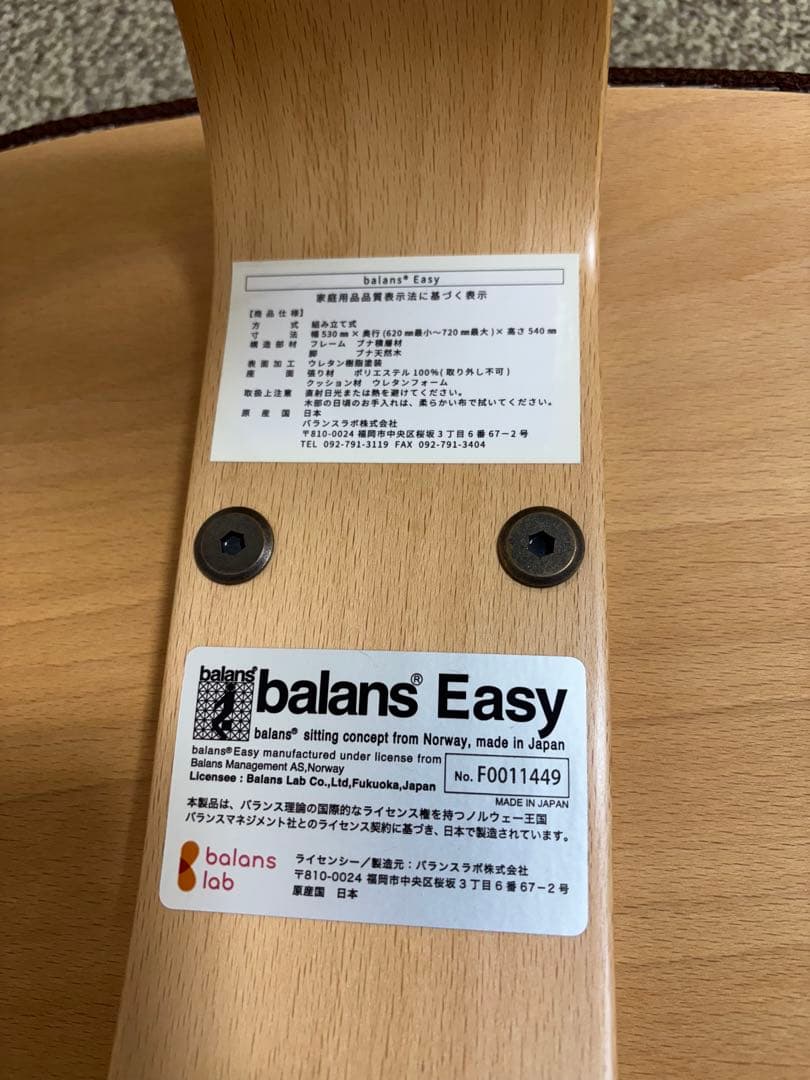 balans® Easy
家庭用品品質表示法に基づく表示
【商品仕様】
方式 組み立て式
寸法 幅530㎜×奥行(620㎜最小～720㎜最大)×高さ540㎜
構造部材 フレーム ブナ積層材
脚 ブナ天然木
表面加工 ウレタン樹脂塗装
座面 張り材 ポリエステル100%(取り外し不可)
クッション材 ウレタンフォーム
取扱上注意 直射日光または熱を避けてください。
木部の日頃のお手入れは、柔らかい布で拭いてください。
原産国 日本
バランスラボ株式会社
〒810-0024 福岡市中央区桜坂3丁目6番67-2号
TEL 092-791-3119 FAX 092-791-3404
balans®
balans® Easy
balans® sitting concept from Norway, made in Japan
balans®Easy manufactured under license from
Balans Management AS,Norway
Licensee : Balans Lab Co.,Ltd,Fukuoka,Japan
No. F0011449
MADE IN JAPAN
本製品は、バランス理論の国際的なライセンス権を持つノルウェー王国
バランスマネジメント社とのライセンス契約に基づき、日本で製造されています。
balans
lab
ライセンシー／製造元：バランスラボ株式会社
〒810-0024 福岡市中央区桜坂3丁目6番67-2号
原産国 日本